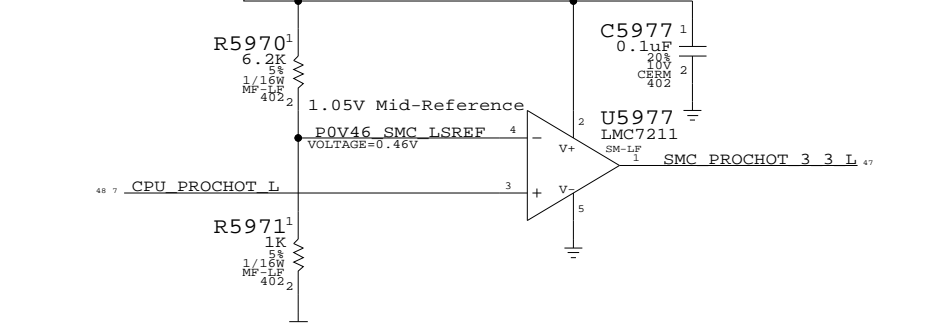 R5970 1
6.2K
5%
1/16W
MF-LF
402 2
C5977 1
0.1uF
20%
10V
CERM
402
2
1.05V Mid-Reference
P0V46_SMC_LSREF 4
VOLTAGE=0.46V
U5977
LMC7211
SM-LF
2
V+
1 SMC_PROCHOT_3_3_L 47
48 7 CPU_PROCHOT_L 3
V-
5
R5971 1
1K
5%
1/16W
MF-LF
402 2